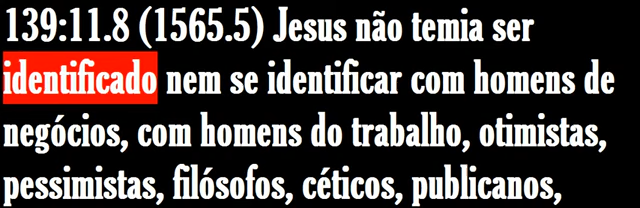 139:11.8 (1565.5) Jesus não temia ser
identificado nem se identificar com homens de
negócios, com homens do trabalho, otimistas,
pessimistas, filósofos, céticos, publicanos,